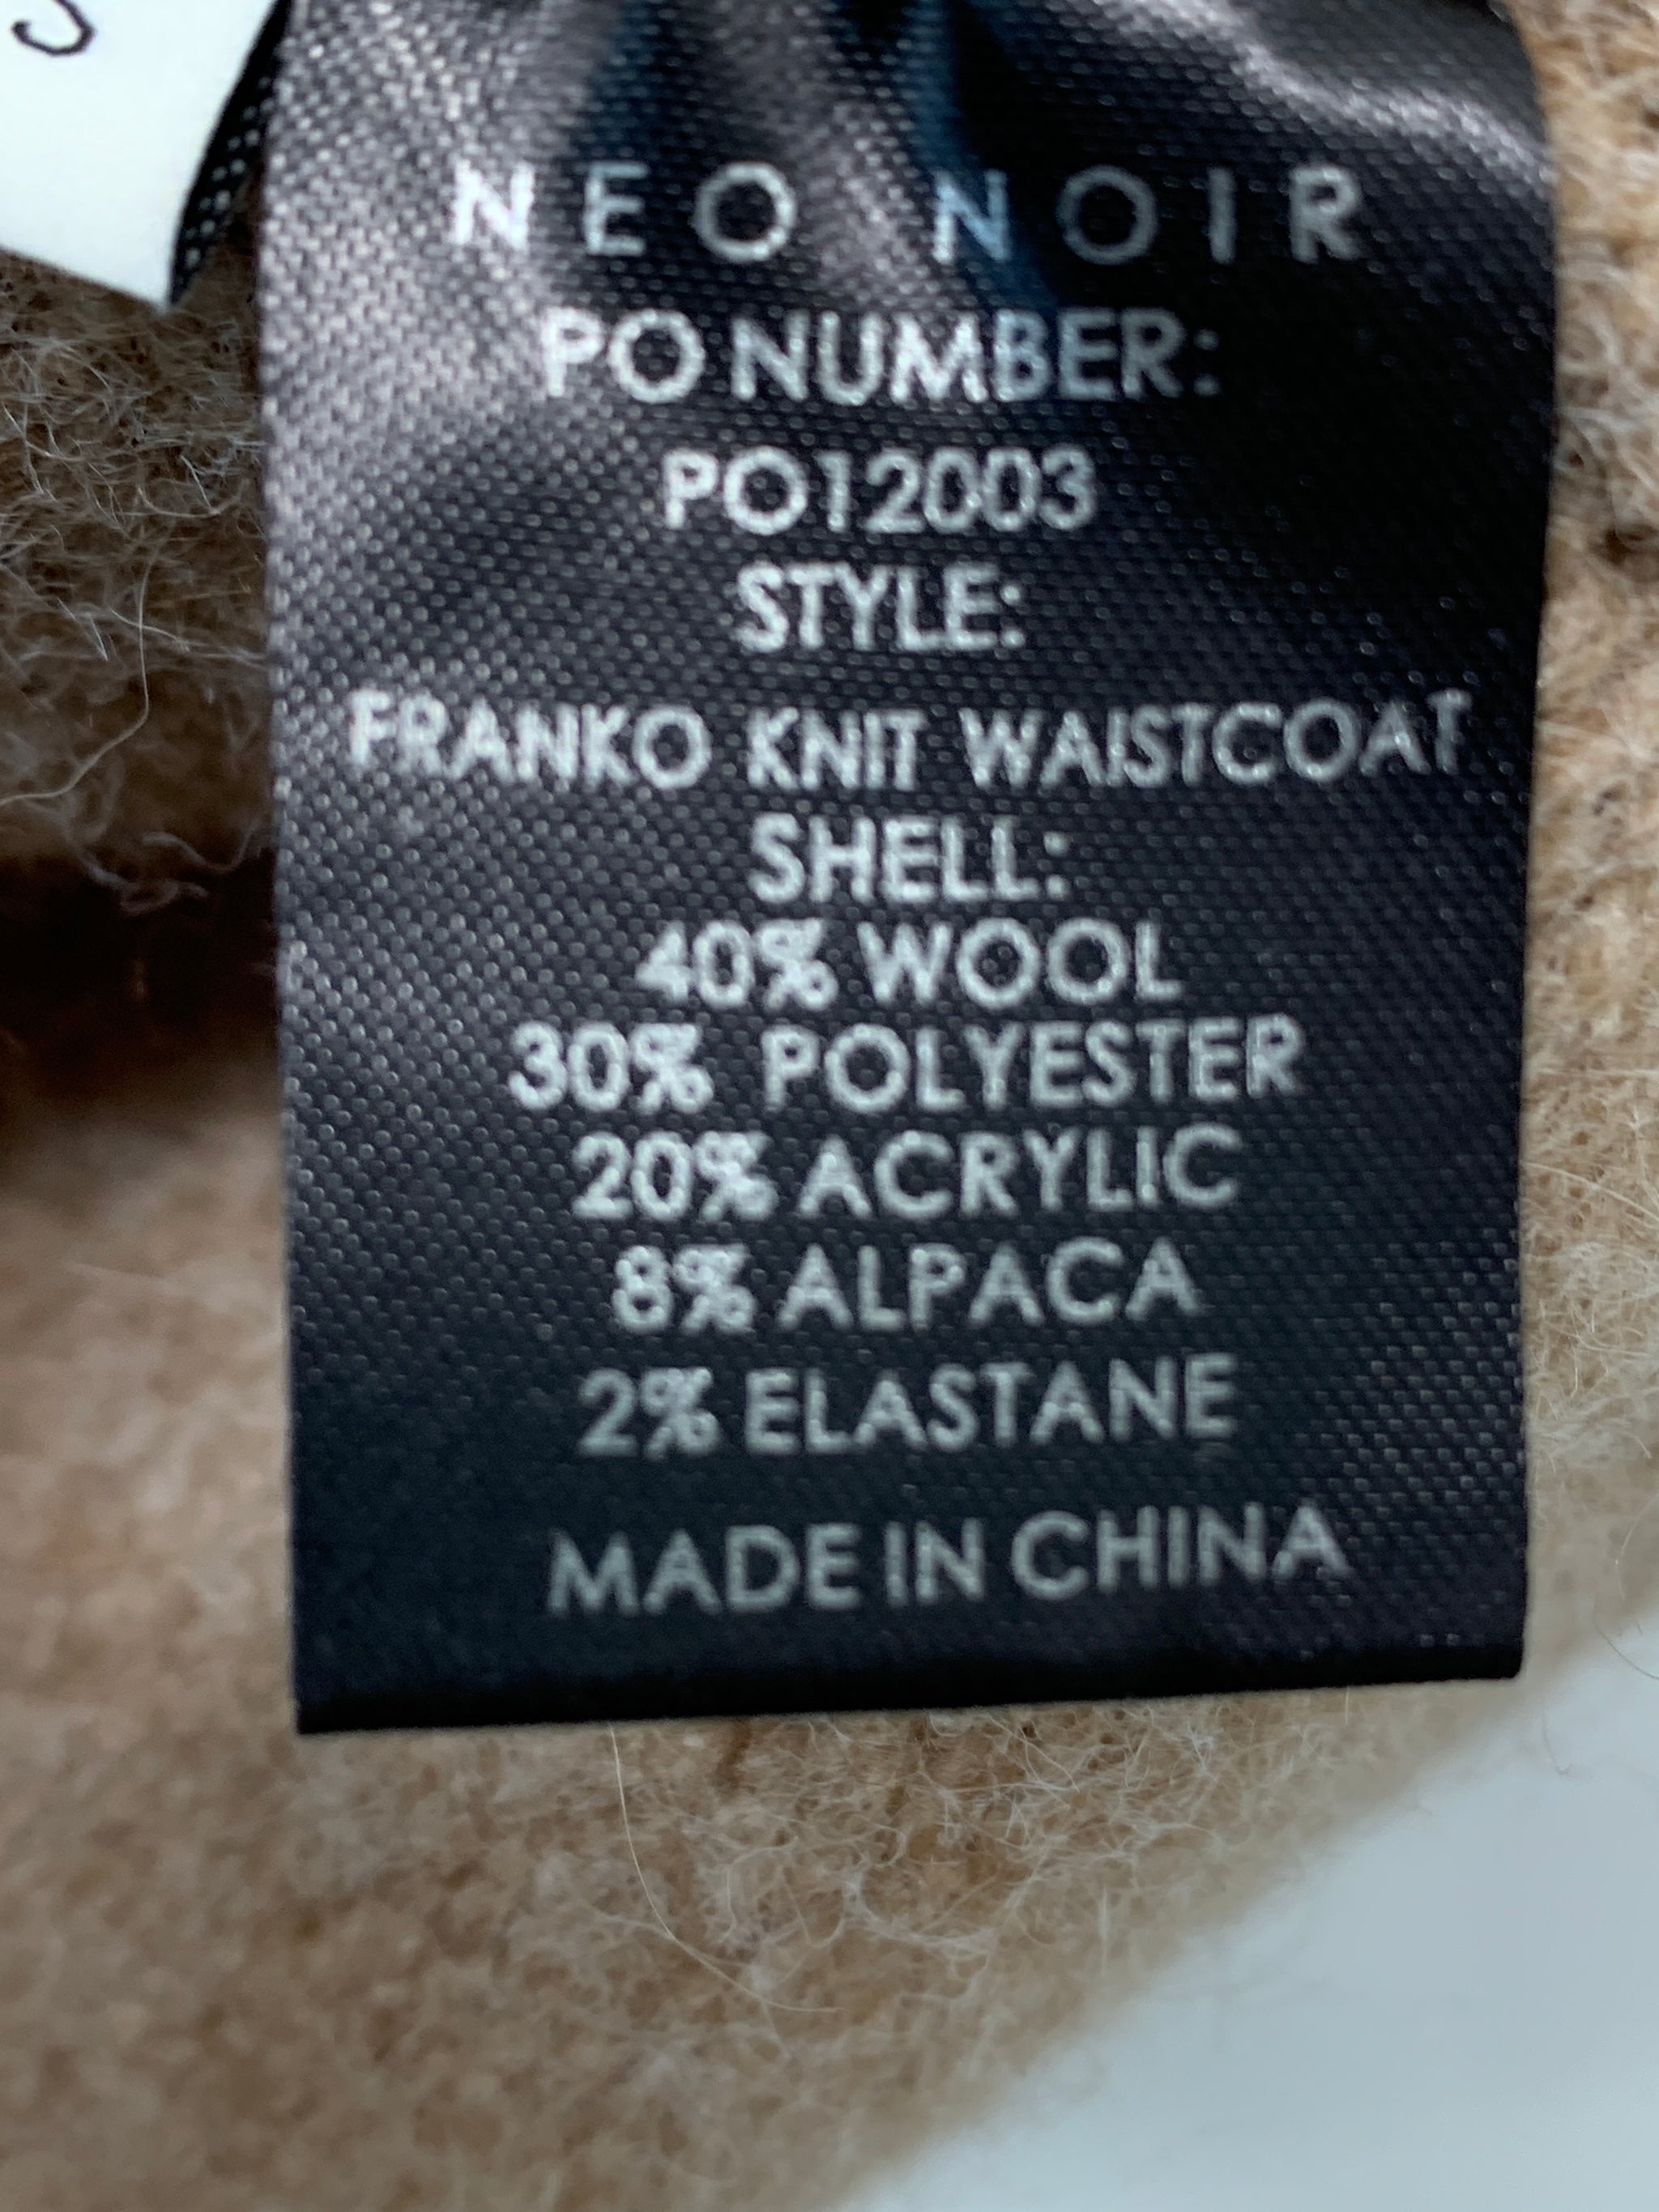 NEO NOIR
PO NUMBER:
PO12003
STYLE:
FRANKO KNIT WAISTCOAT
SHELL:
40% WOOL
30% POLYESTER
20% ACRYLIC
8% ALPACA
2% ELASTANE
MADE IN CHINA